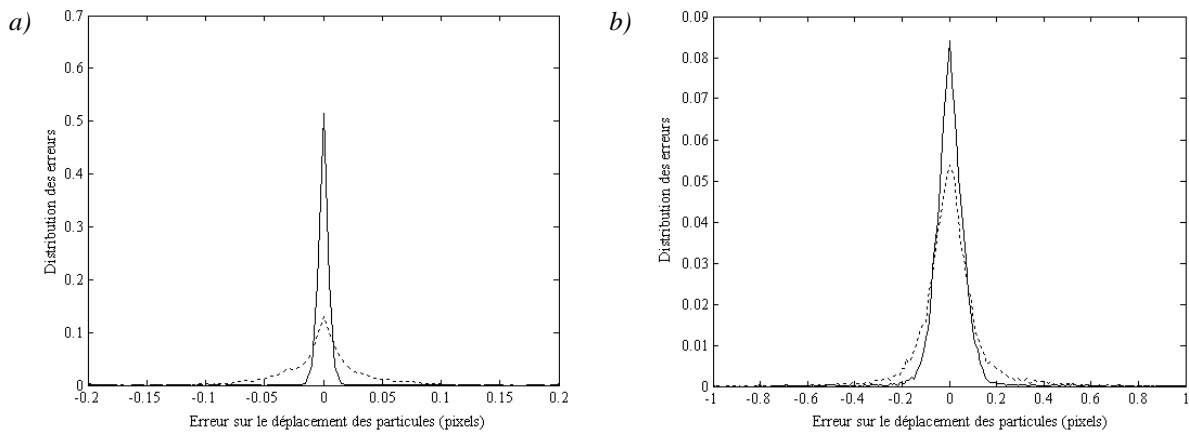 a)
0.7
0.6
0.5
0.4
0.3
0.2
0.1
0
Distribution des erreurs
-0.2 -0.15 -0.1 -0.05 0 0.05 0.1 0.15 0.2
Erreur sur le déplacement des particules (pixels)
b)
0.09
0.08
0.07
0.06
0.05
0.04
0.03
0.02
0.01
0
Distribution des erreurs
-1 -0.8 -0.6 -0.4 -0.2 0 0.2 0.4 0.6 0.8 1
Erreur sur le déplacement des particules (pixels)